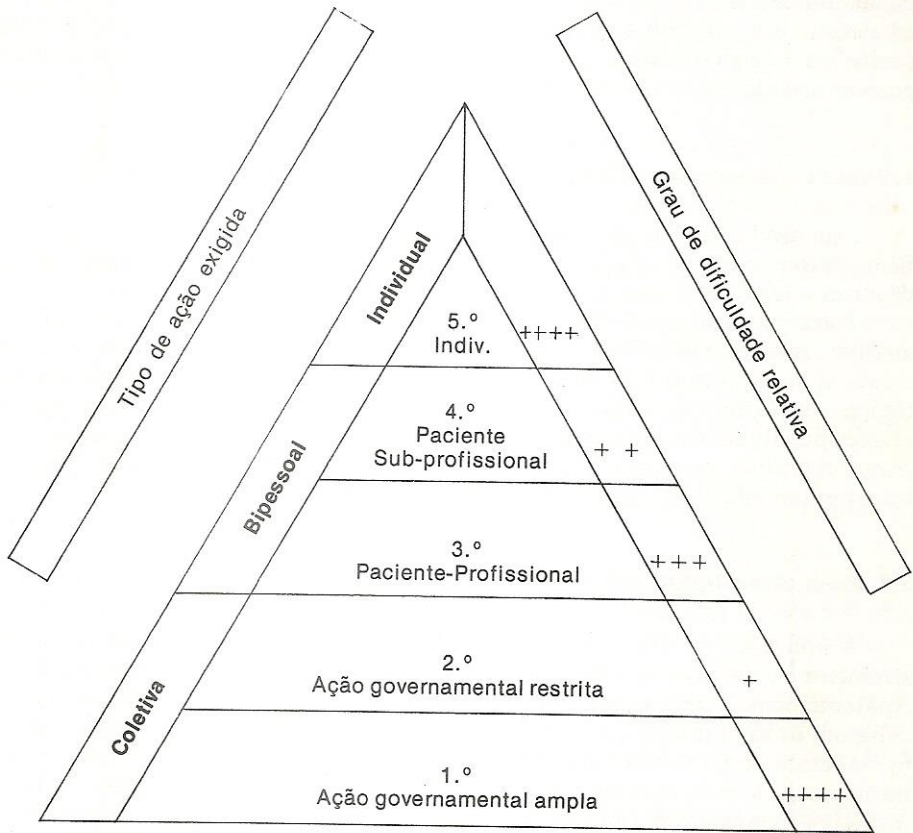 Tipo de ação exigida
Grau de dificuldade relativa
Individual
5.º
Indiv.
++++
Bipessoal
4.º
Paciente
Sub-profissional
+ +
3.º
Paciente-Profissional
+++
Coletiva
2.º
Ação governamental restrita
+
1.º
Ação governamental ampla
++++